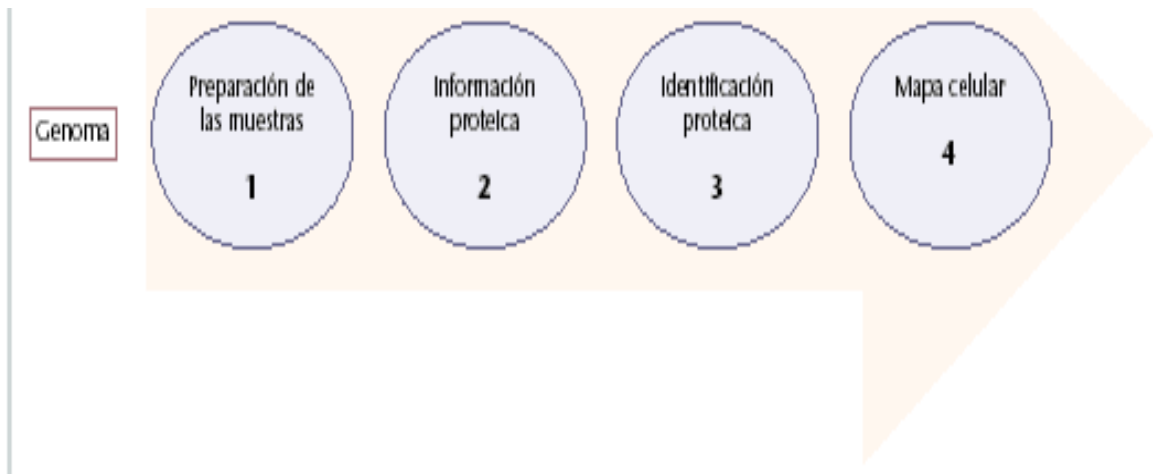 Genoma
Preparación de
las muestras
1
Información
proteica
2
Identificación
proteica
3
Mapa celular
4